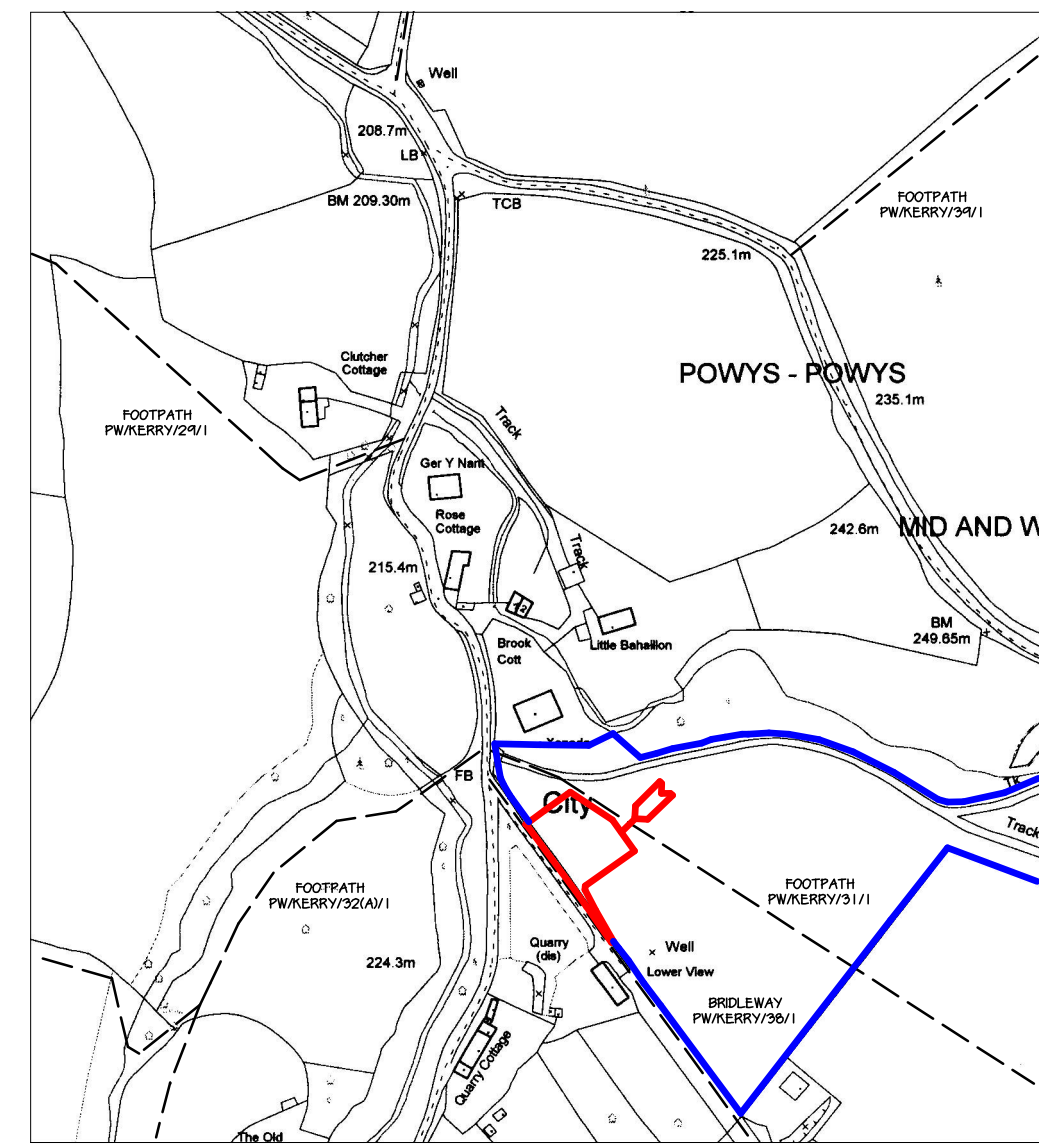 Well
208.7m
LB
BM 209.30m
TCB
FOOTPATH
PW/KERRY/39/1
225.1m
Clutcher
Cottage
POWYS - POWYS
235.1m
FOOTPATH
PW/KERRY/29/1
Track
Ger Y Nant
Rose
Cottage
242.6m
MID AND W
Track
215.4m
1 2
BM
249.65m
Brook
Cott
Little Bahaillon
FB
City
Track
FOOTPATH
PW/KERRY/32(A)/1
FOOTPATH
PW/KERRY/31/1
Quarry
(dis)
Well
Lower View
224.3m
BRIDLEWAY
PW/KERRY/38/1
Quarry Cottage
The Old